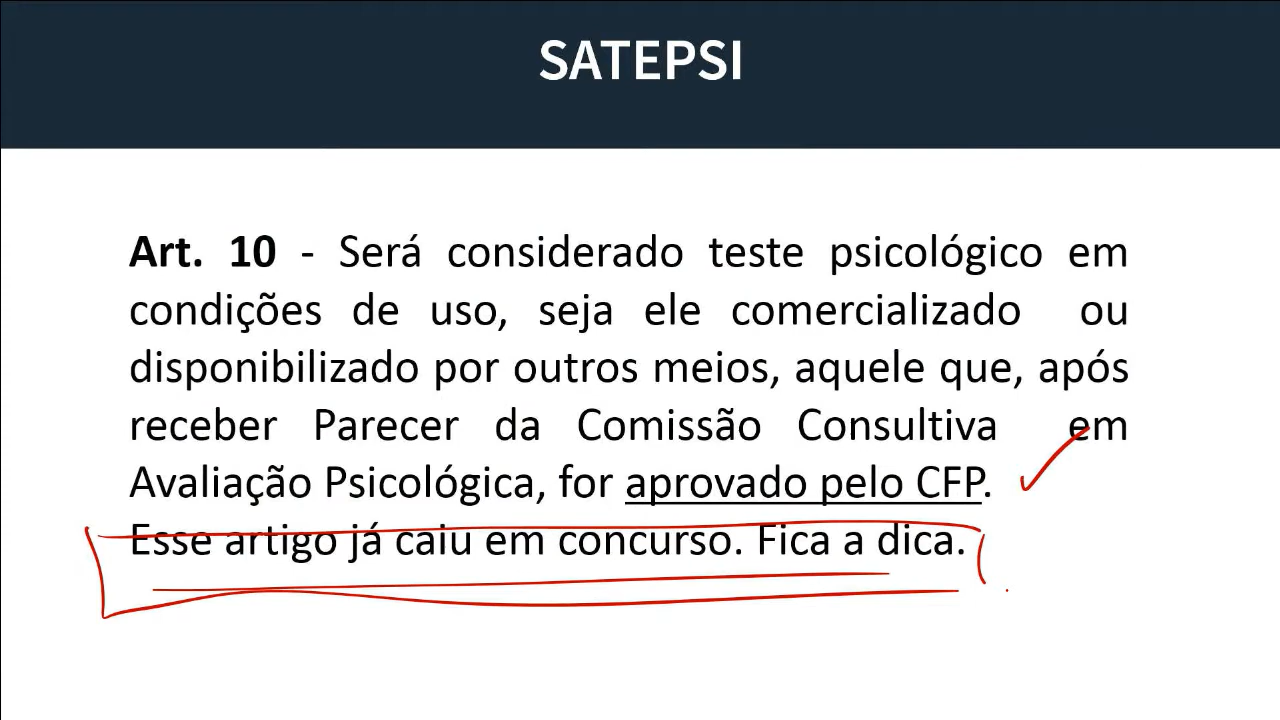 SATEPSI
Art. 10 - Será considerado teste psicológico em
condições de uso, seja ele comercializado ou
disponibilizado por outros meios, aquele que, após
receber Parecer da Comissão Consultiva em
Avaliação Psicológica, for aprovado pelo CFP.
Esse artigo já caiu em concurso. Fica a dica.